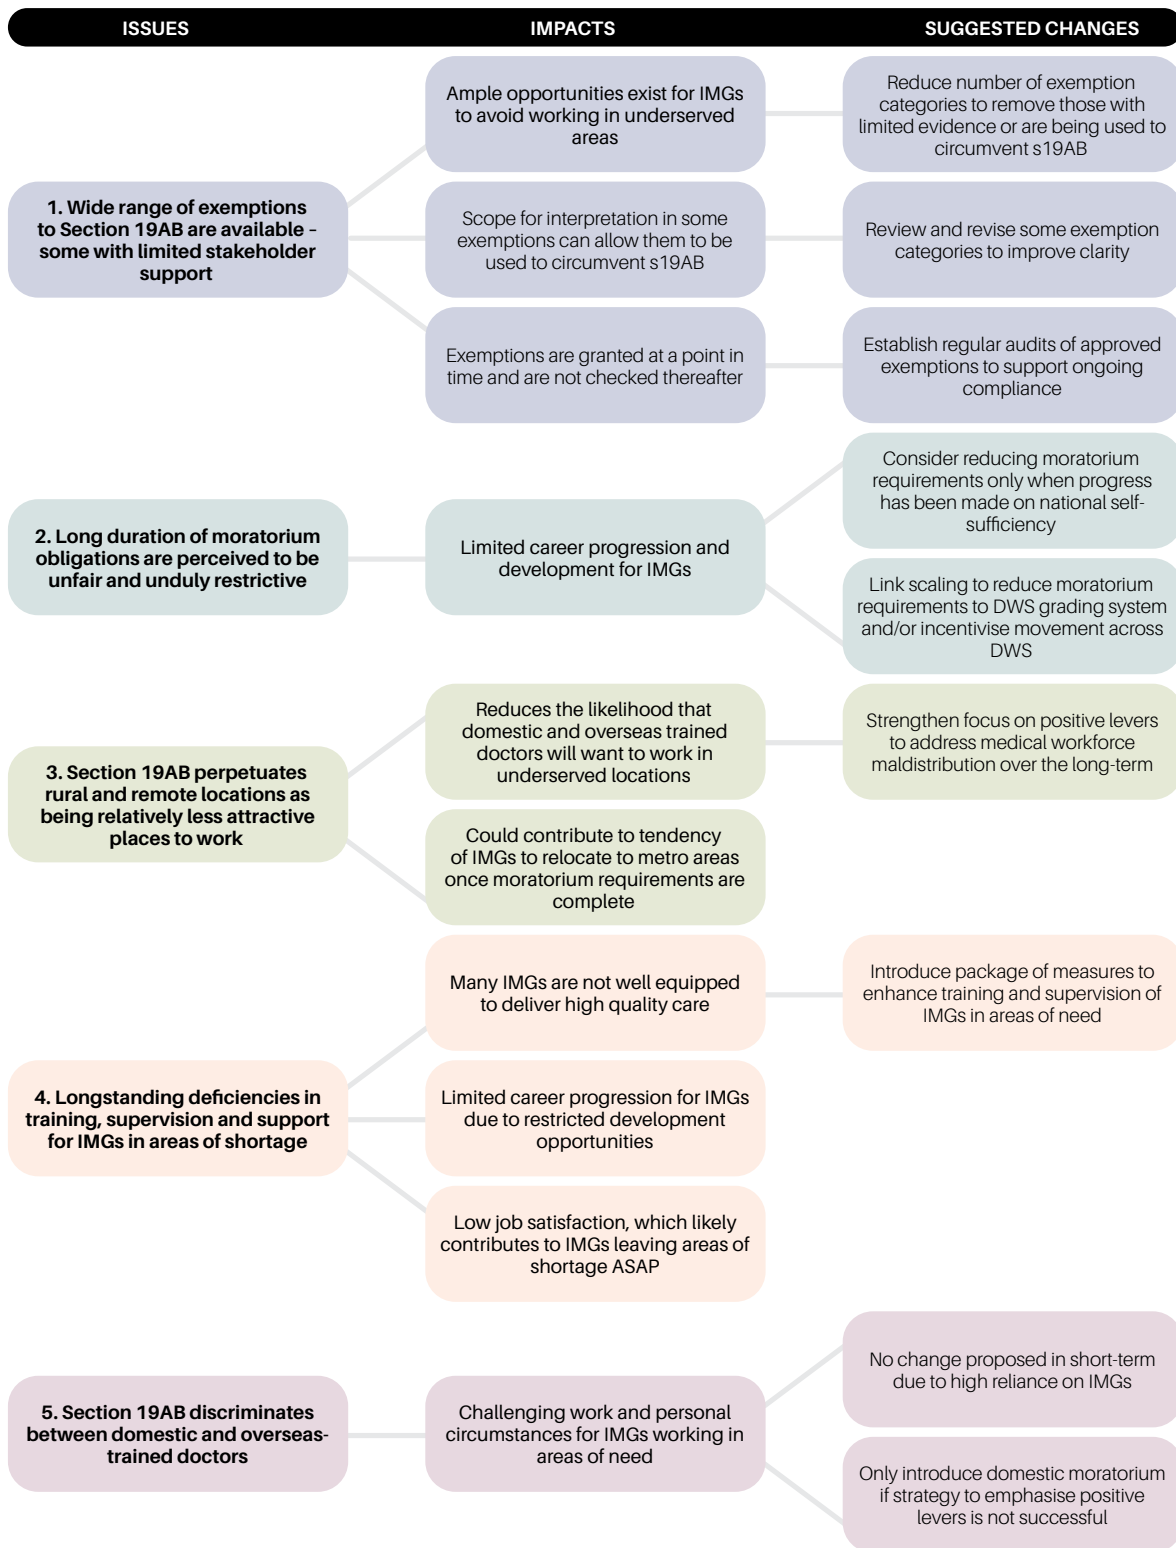 ISSUES
IMPACTS
SUGGESTED CHANGES
1. Wide range of exemptions
to Section 19AB are available –
some with limited stakeholder
support
Ample opportunities exist for IMGs
to avoid working in underserved
areas
Reduce number of exemption
categories to remove those with
limited evidence or are being used to
circumvent s19AB
Scope for interpretation in some
exemptions can allow them to be
used to circumvent s19AB
Review and revise some exemption
categories to improve clarity
Exemptions are granted at a point in
time and are not checked thereafter
Establish regular audits of approved
exemptions to support ongoing
compliance
2. Long duration of moratorium
obligations are perceived to be
unfair and unduly restrictive
Limited career progression and
development for IMGs
Consider reducing moratorium
requirements only when progress
has been made on national self-
sufficiency
Link scaling to reduce moratorium
requirements to DWS grading system
and/or incentivise movement across
DWS
3. Section 19AB perpetuates
rural and remote locations as
being relatively less attractive
places to work
Reduces the likelihood that
domestic and overseas trained
doctors will want to work in
underserved locations
Strengthen focus on positive levers
to address medical workforce
maldistribution over the long-term
Could contribute to tendency
of IMGs to relocate to metro areas
once moratorium requirements are
complete
4. Longstanding deficiencies in
training, supervision and support
for IMGs in areas of shortage
Many IMGs are not well equipped
to deliver high quality care
Introduce package of measures to
enhance training and supervision of
IMGs in areas of need
Limited career progression for IMGs
due to restricted development
opportunities
Low job satisfaction, which likely
contributes to IMGs leaving areas of
shortage ASAP
5. Section 19AB discriminates
between domestic and overseas-
trained doctors
Challenging work and personal
circumstances for IMGs working in
areas of need
No change proposed in short-term
due to high reliance on IMGs
Only introduce domestic moratorium
if strategy to emphasise positive
levers is not successful